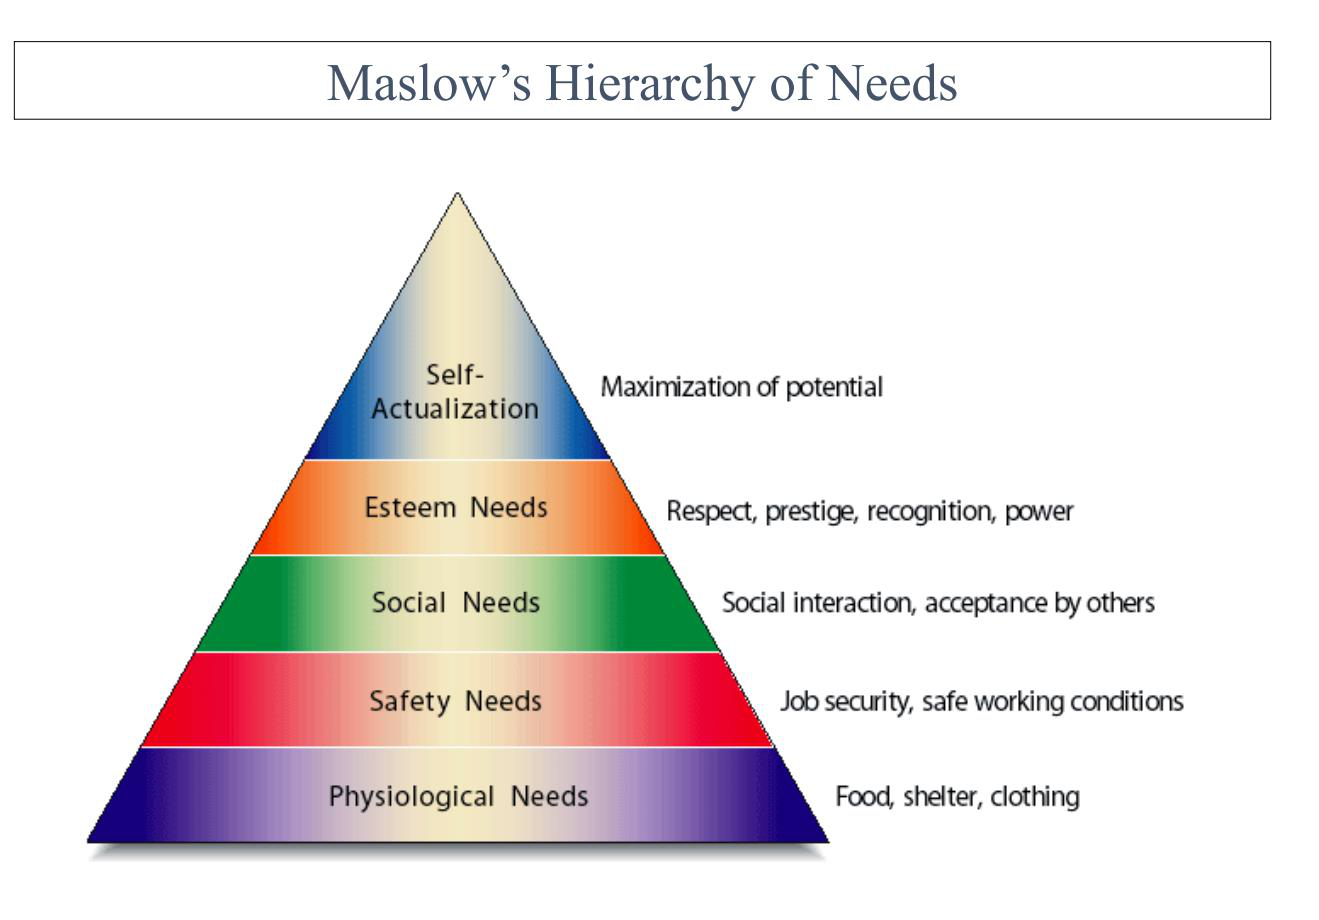 Maslow’s Hierarchy of Needs
Self-
Actualization
Maximization of potential
Esteem Needs
Respect, prestige, recognition, power
Social Needs
Social interaction, acceptance by others
Safety Needs
Job security, safe working conditions
Physiological Needs
Food, shelter, clothing